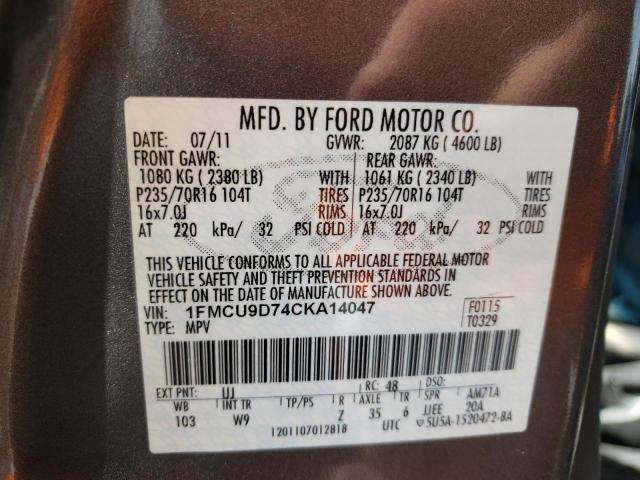 MFD. BY FORD MOTOR CO.
DATE: 07/11 GVWR: 2087 KG ( 4600 LB)
FRONT GAWR: REAR GAWR:
1080 KG ( 2380 LB) WITH 1061 KG ( 2340 LB) WITH
P235/70R16 104T TIRES P235/70R16 104T TIRES
16x7.0J RIMS 16x7.0J RIMS
AT 220 kPa/ 32 PSI COLD AT 220 kPa/ 32 PSI COLD
Ford
THIS VEHICLE CONFORMS TO ALL APPLICABLE FEDERAL MOTOR
VEHICLE SAFETY AND THEFT PREVENTION STANDARDS IN
EFFECT ON THE DATE OF MANUFACTURE SHOWN ABOVE.
VIN: 1FMCU9D74CKA14047 F0115
TYPE: MPV T0329
EXT PNT: UJ RC: 48 DSO:
WB INT TR TP/PS R AXLE TR SPR AM71A
103 W9 Z 35 6 JJEE 20A
1201107012818 UTC ▽5U5A-1520472-BA